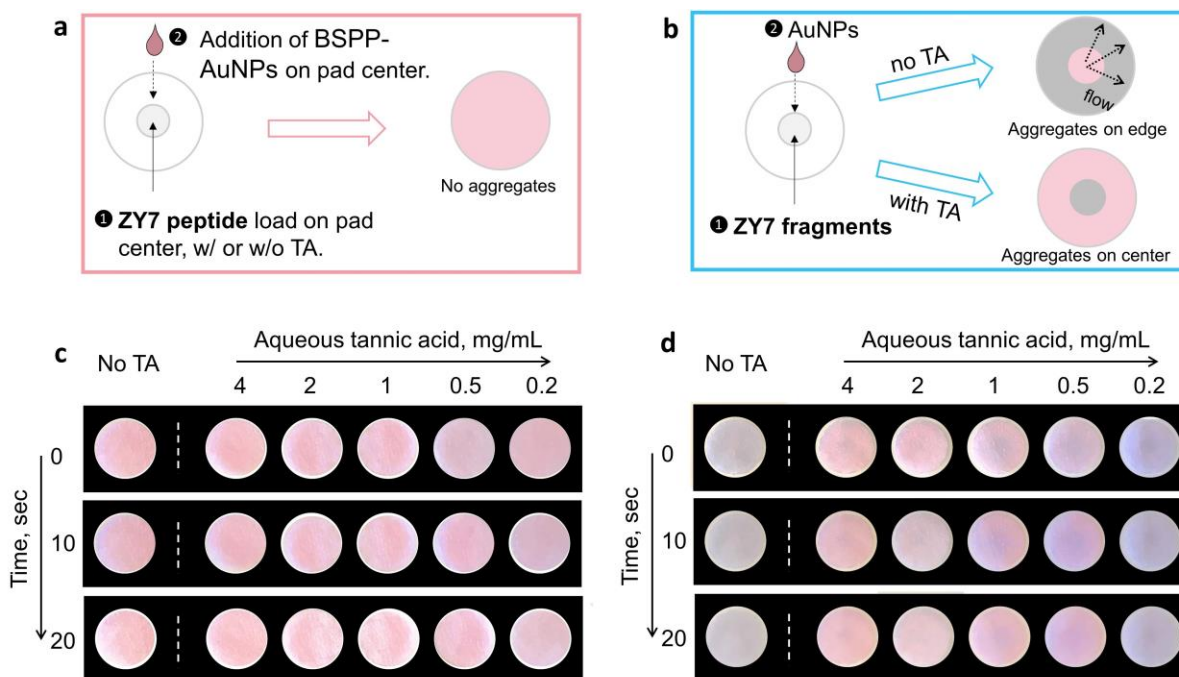 a
❷ Addition of BSPP-
AuNPs on pad center.
No aggregates
❶ ZY7 peptide load on pad
center, w/ or w/o TA.
b
❷ AuNPs
no TA
flow
Aggregates on edge
with TA
❶ ZY7 fragments
Aggregates on center
c
Aqueous tannic acid, mg/mL
No TA
4 2 1 0.5 0.2
Time, sec
0
10
20
d
Aqueous tannic acid, mg/mL
No TA
4 2 1 0.5 0.2
Time, sec
0
10
20